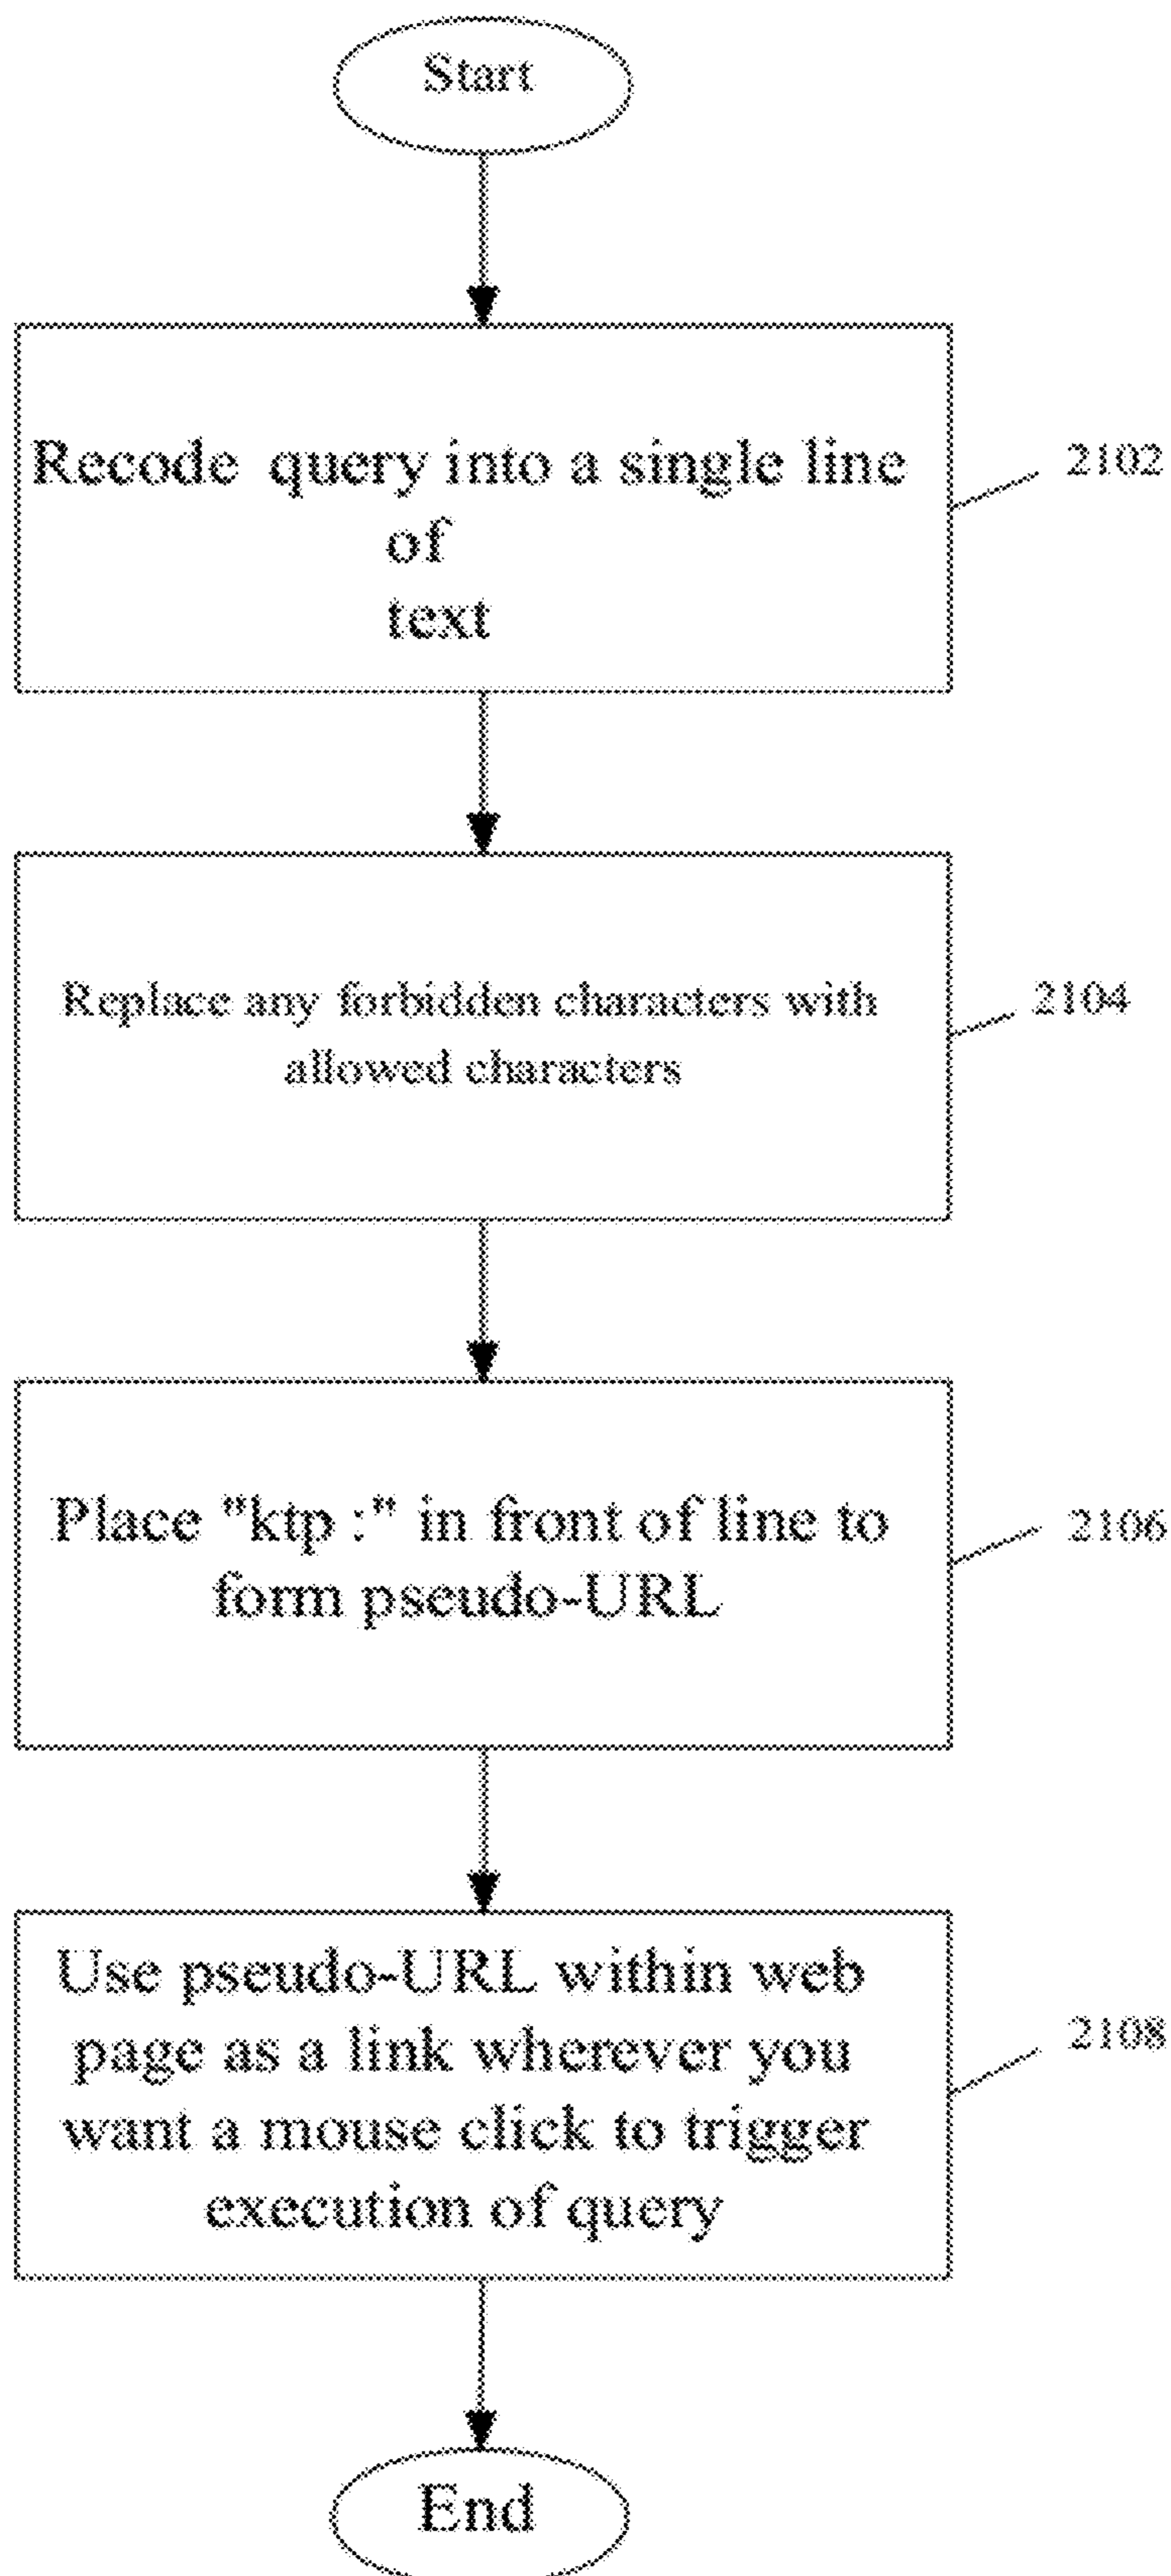 Start
Recode query into a single line
of
text
2102
Replace any forbidden characters with
allowed characters
2104
Place "ktp :" in front of line to
form pseudo-URL
2106
Use pseudo-URL within web
page as a link wherever you
want a mouse click to trigger
execution of query
2108
End